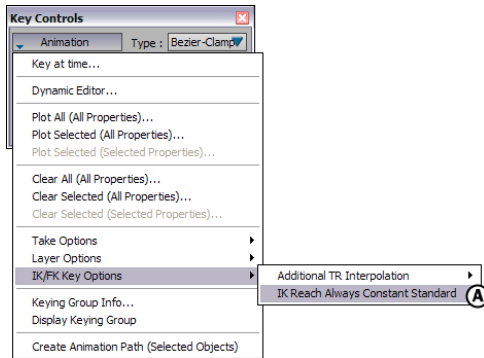 Key Controls
Animation
Type : Bezier-Clamp
Key at time...
Dynamic Editor...
Plot All (All Properties)...
Plot Selected (All Properties)...
Plot Selected (Selected Properties)...
Clear All (All Properties)...
Clear Selected (All Properties)...
Clear Selected (Selected Properties)...
Take Options
Layer Options
IK/FK Key Options
Additional TR Interpolation
IK Reach Always Constant Standard
A
Keying Group Info...
Display Keying Group
Create Animation Path (Selected Objects)